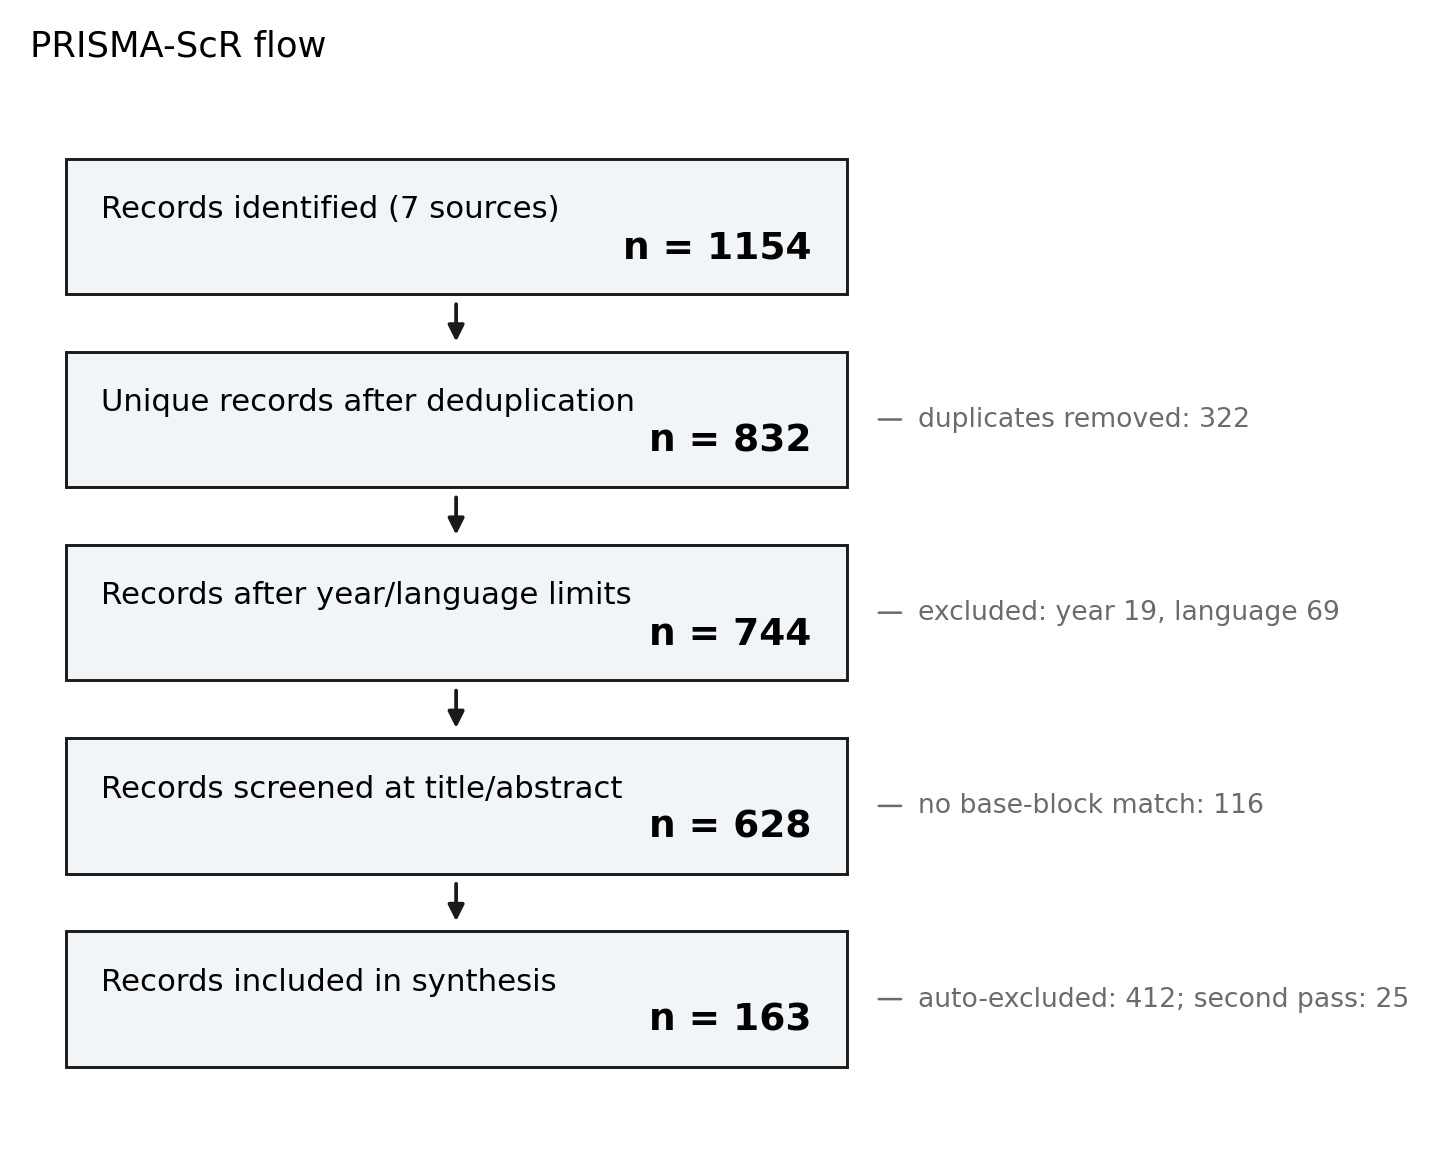 PRISMA-ScR flow
Records identified (7 sources)
n = 1154
Unique records after deduplication
n = 832
— duplicates removed: 322
Records after year/language limits
n = 744
— excluded: year 19, language 69
Records screened at title/abstract
n = 628
— no base-block match: 116
Records included in synthesis
n = 163
— auto-excluded: 412; second pass: 25